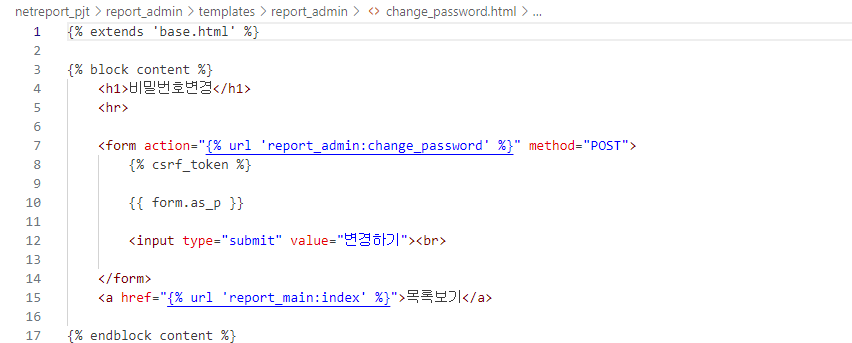 netreport_pjt > report_admin > templates > report_admin > <> change_password.html > ...
1 {% extends 'base.html' %}
2
3 {% block content %}
4 <h1>비밀번호변경</h1>
5 <hr>
6
7 <form action="{% url 'report_admin:change_password' %}" method="POST">
8 {% csrf_token %}
9
10 {{ form.as_p }}
11
12 <input type="submit" value="변경하기"><br>
13
14 </form>
15 <a href="{% url 'report_main:index' %}">목록보기</a>
16
17 {% endblock content %}